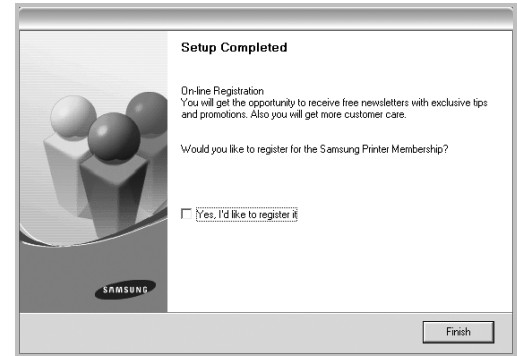 Setup Completed
On-line Registration
You will get the opportunity to receive free newsletters with exclusive tips
and promotions. Also you will get more customer care.
Would you like to register for the Samsung Printer Membership?
Yes, I'd like to register it
SAMSUNG
Finish